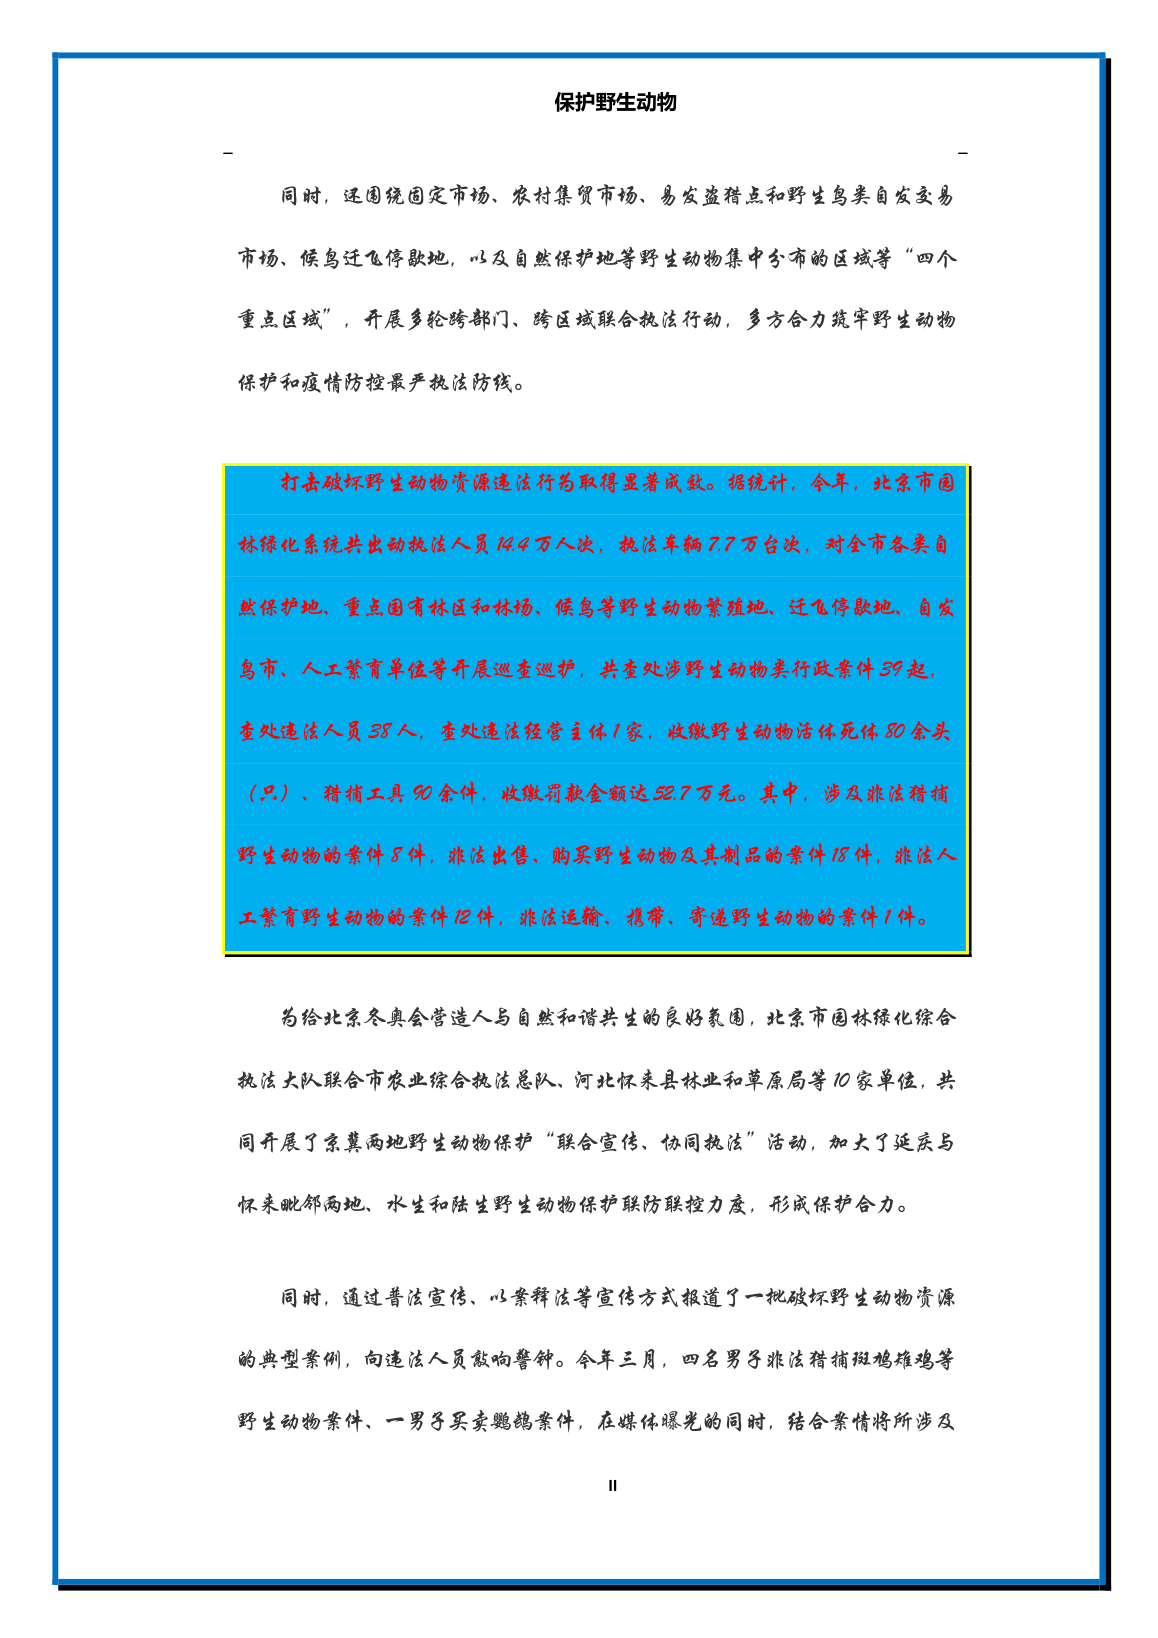 保护野生动物
同时，还围绕固定市场、农村集贸市场、易发盗猎点和野生鸟类自发交易
市场、候鸟迁飞停歇地，以及自然保护地等野生动物集中分布的区域等“四个
重点区域”，开展多轮跨部门、跨区域联合执法行动，多方合力筑牢野生动物
保护和疫情防控最严执法防线。
打击破坏野生动物资源违法行为取得显著成效。据统计，今年，北京市园
林绿化系统共出动执法人员 14.4 万人次，执法车辆 7.7 万台次，对全市各类自
然保护地、重点国有林区和林场、候鸟等野生动物繁殖地、迁飞停歇地、自发
鸟市、人工繁育单位等开展巡查巡护，共查处涉野生动物类行政案件 39 起，
查处违法人员 38 人，查处违法经营主体 1 家，收缴野生动物活体死体 80 余头
（只）、猎捕工具 90 余件，收缴罚款金额达 52.7 万元。其中，涉及非法猎捕
野生动物的案件 8 件，非法出售、购买野生动物及其制品的案件 18 件，非法人
工繁育野生动物的案件 12 件，非法运输、携带、寄递野生动物的案件 1 件。
为给北京冬奥会营造人与自然和谐共生的良好氛围，北京市园林绿化综合
执法大队联合市农业综合执法总队、河北怀来县林业和草原局等 10 家单位，共
同开展了京冀两地野生动物保护“联合宣传、协同执法”活动，加大了延庆与
怀来毗邻两地、水生和陆生野生动物保护联防联控力度，形成保护合力。
同时，通过普法宣传、以案释法等宣传方式报道了一批破坏野生动物资源
的典型案例，向违法人员敲响警钟。今年三月，四名男子非法猎捕斑鸠雉鸡等
野生动物案件、一男子买卖鹦鹉案件，在媒体曝光的同时，结合案情将所涉及
II